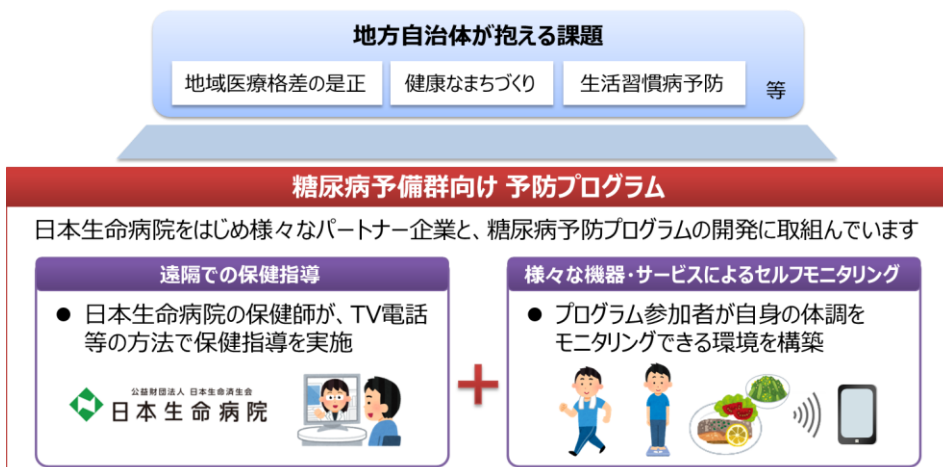 地方自治体が抱える課題
地域医療格差の是正
健康なまちづくり
生活習慣病予防
等
糖尿病予備群向け 予防プログラム
日本生命病院をはじめ様々なパートナー企業と、糖尿病予防プログラムの開発に取組んでいます
遠隔での保健指導
● 日本生命病院の保健師が、TV電話
等の方法で保健指導を実施
公益財団法人 日本生命済生会
日本生命病院
+
様々な機器・サービスによるセルフモニタリング
● プログラム参加者が自身の体調を
モニタリングできる環境を構築